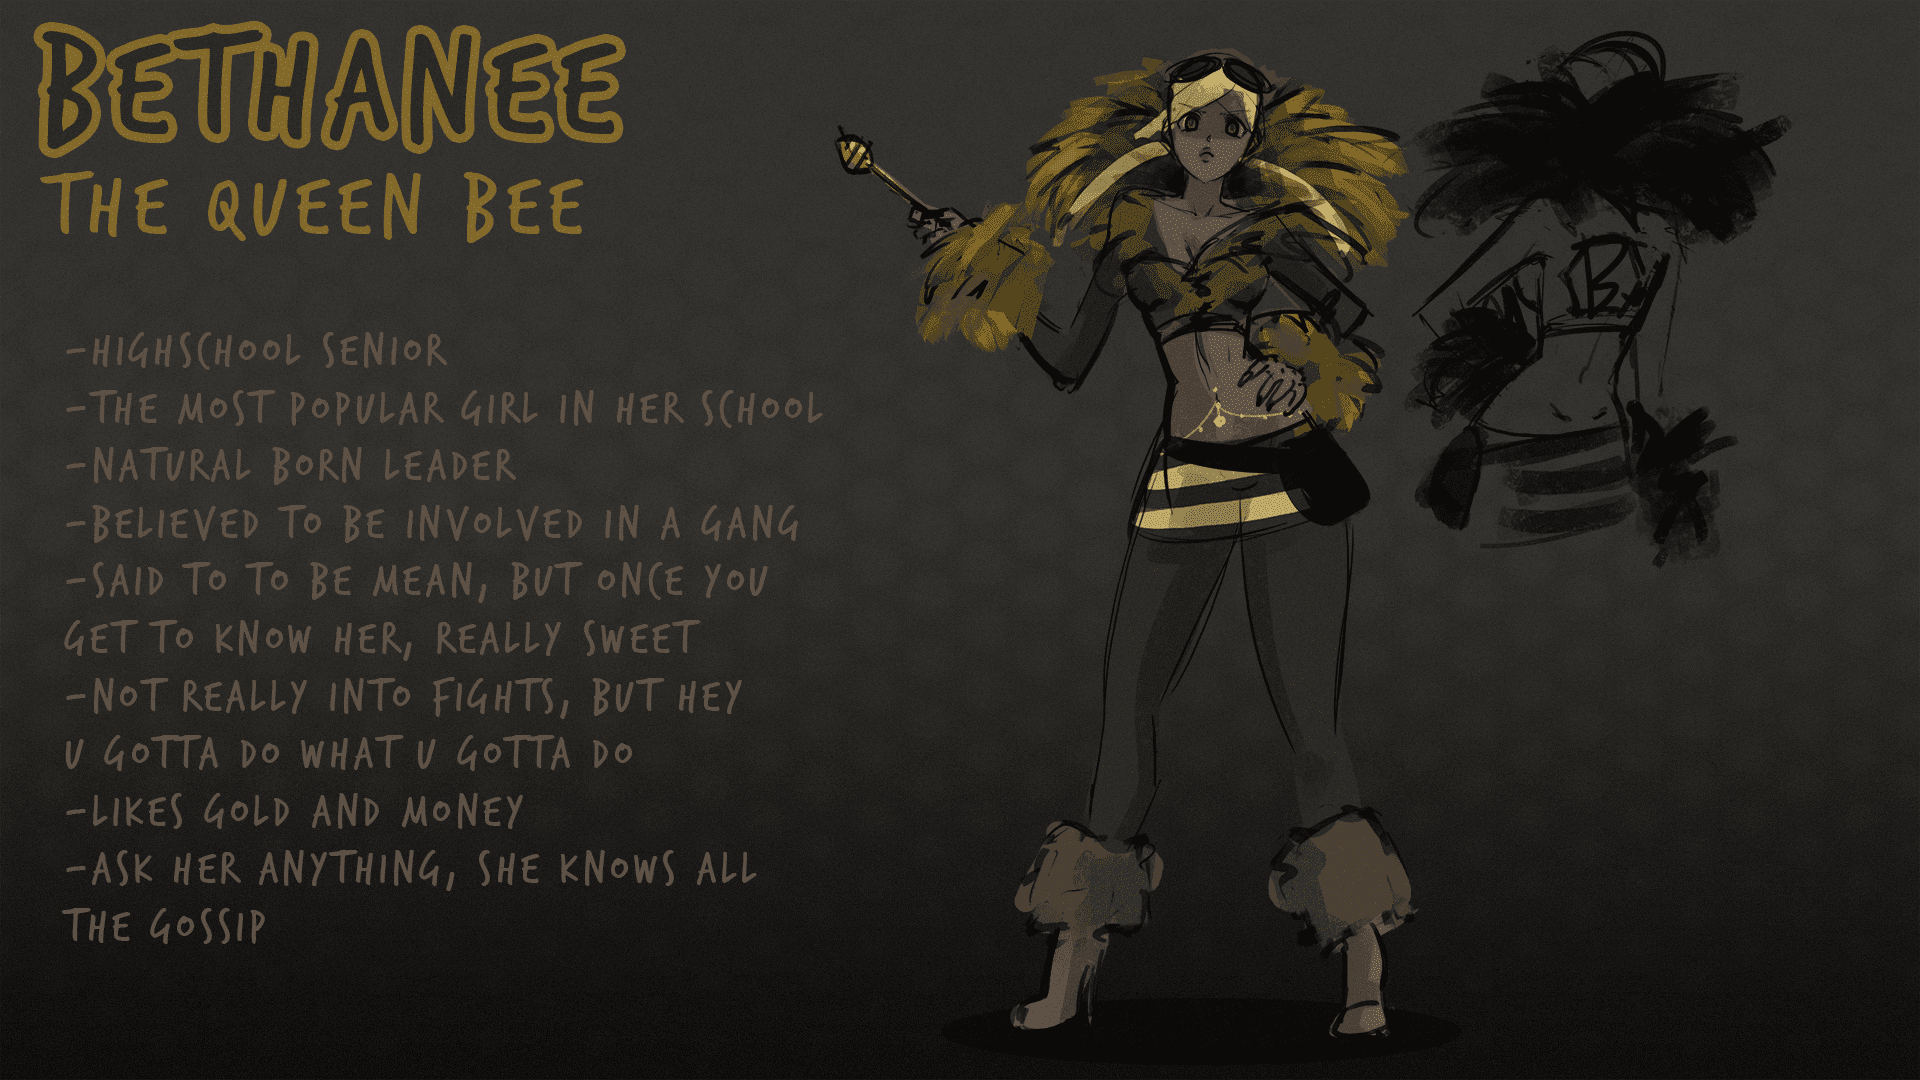 BETHANEE
THE QUEEN BEE
-HIGHSCHOOL SENIOR
-THE MOST POPULAR GIRL IN HER SCHOOL
-NATURAL BORN LEADER
-BELIEVED TO BE INVOLVED IN A GANG
-SAID TO TO BE MEAN, BUT ONCE YOU
GET TO KNOW HER, REALLY SWEET
-NOT REALLY INTO FIGHTS, BUT HEY
U GOTTA DO WHAT U GOTTA DO
-LIKES GOLD AND MONEY
-ASK HER ANYTHING, SHE KNOWS ALL
THE GOSSIP
B